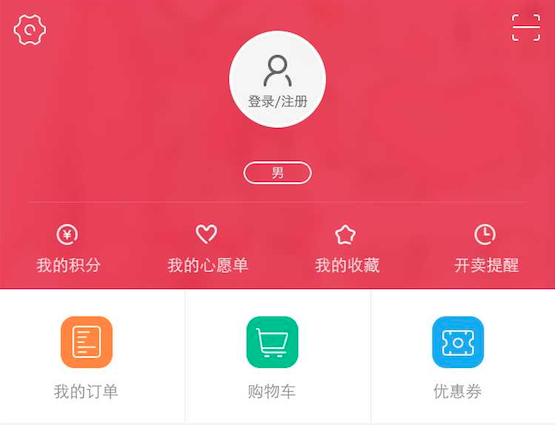 登录/注册
男
我的积分
我的心愿单
我的收藏
开卖提醒
我的订单
购物车
优惠券